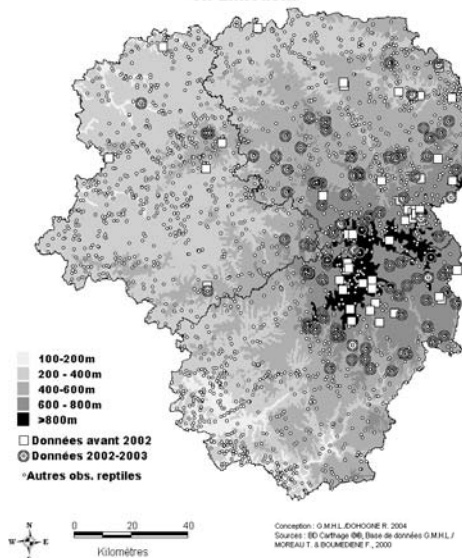 100-200m
200 - 400m
400-600m
600 - 800m
>800m
Données avant 2002
Données 2002-2003
Autres obs. reptiles
N
W
E
S
0
20
40
Kilomètres
Conception : G.M.H.L./DOHOGNE R. 2004
Sources : BD Carthage ©®, Base de données G.M.H.L./
MOREAU T. & BOUMEDIENE F., 2000